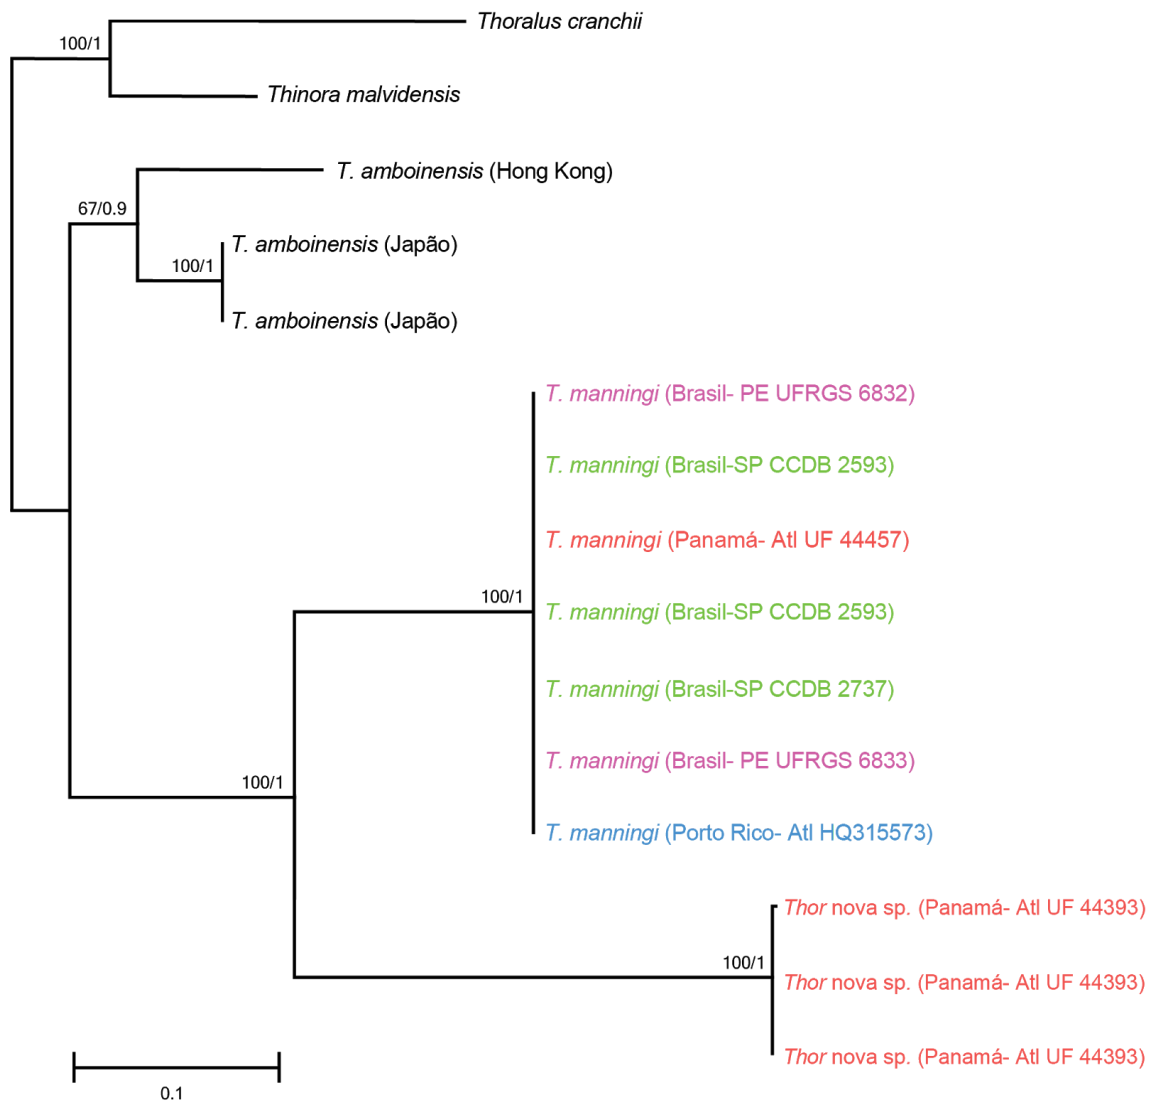 Thoralus cranchii
100/1
Thinora malvidensis
T. amboinensis (Hong Kong)
67/0.9
T. amboinensis (Japão)
100/1
T. amboinensis (Japão)
T. manningi (Brasil- PE UFRGS 6832)
T. manningi (Brasil-SP CCDB 2593)
T. manningi (Panamá- Atl UF 44457)
100/1
T. manningi (Brasil-SP CCDB 2593)
T. manningi (Brasil-SP CCDB 2737)
T. manningi (Brasil- PE UFRGS 6833)
100/1
T. manningi (Porto Rico- Atl HQ315573)
Thor nova sp. (Panamá- Atl UF 44393)
100/1
Thor nova sp. (Panamá- Atl UF 44393)
Thor nova sp. (Panamá- Atl UF 44393)
0.1